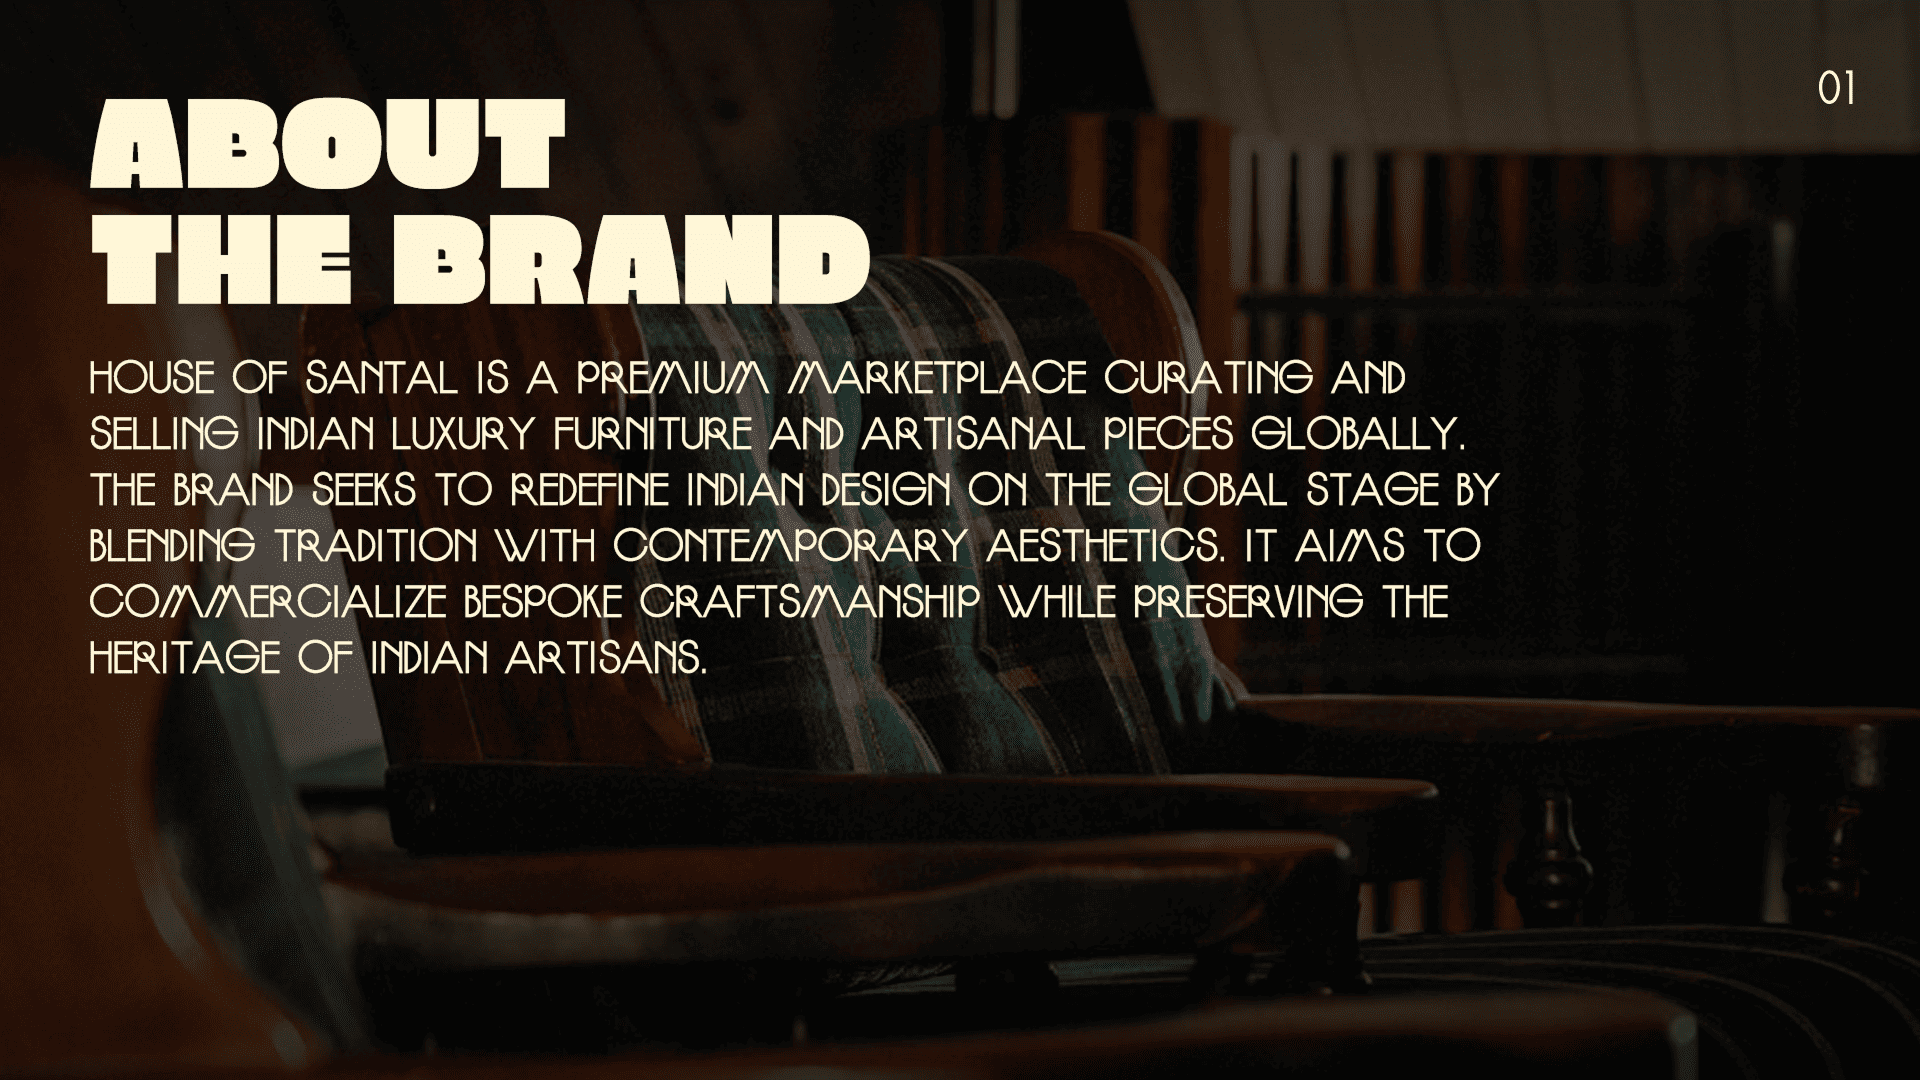 01
ABOUT
THE BRAND
HOUSE OF SANTAL IS A PREMIUM MARKETPLACE CURATING AND
SELLING INDIAN LUXURY FURNITURE AND ARTISANAL PIECES GLOBALLY.
THE BRAND SEEKS TO REDEFINE INDIAN DESIGN ON THE GLOBAL STAGE BY
BLENDING TRADITION WITH CONTEMPORARY AESTHETICS. IT AIMS TO
COMMERCIALIZE BESPOKE CRAFTSMANSHIP WHILE PRESERVING THE
HERITAGE OF INDIAN ARTISANS.